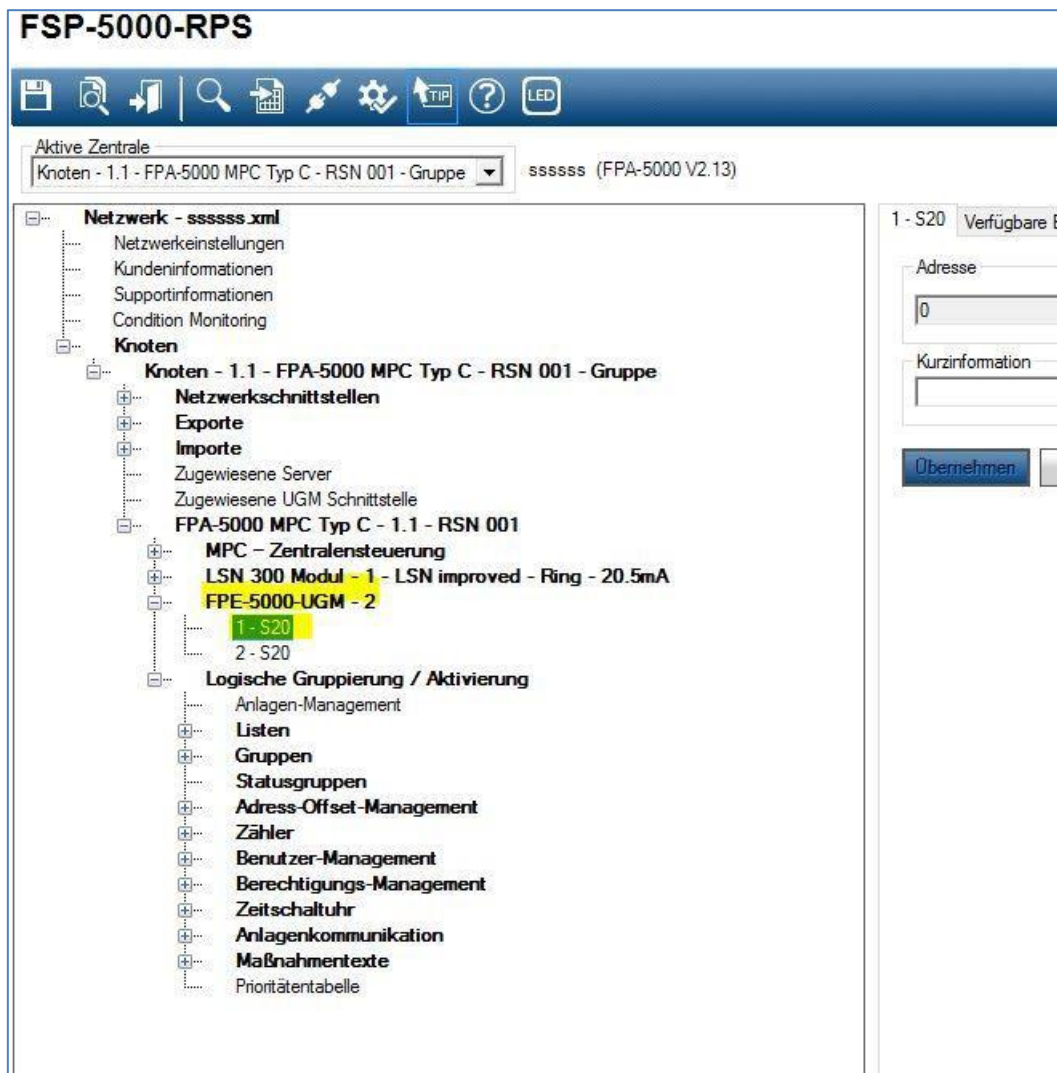 FSP-5000-RPS
TIP
?
LED
Aktive Zentrale
Knoten - 1.1 - FPA-5000 MPC Typ C - RSN 001 - Gruppe
ssssss (FPA-5000 V2.13)
Netzwerk - ssssss.xml
Netzwerkeinstellungen
Kundeninformationen
Supportinformationen
Condition Monitoring
Knoten
Knoten - 1.1 - FPA-5000 MPC Typ C - RSN 001 - Gruppe
Netzwerkschnittstellen
Exporte
Importe
Zugewiesene Server
Zugewiesene UGM Schnittstelle
FPA-5000 MPC Typ C - 1.1 - RSN 001
MPC – Zentralensteuerung
LSN 300 Modul - 1 - LSN improved - Ring - 20.5mA
FPE-5000-UGM - 2
1 - S20
2 - S20
Logische Gruppierung / Aktivierung
Anlagen-Management
Listen
Gruppen
Statusgruppen
Adress-Offset-Management
Zähler
Benutzer-Management
Berechtigungs-Management
Zeitschaltuhr
Anlagenkommunikation
Maßnahmentexte
Prioritätentabelle
1 - S20 Verfügbare
Adresse
0
Kurzinformation
Übernehmen